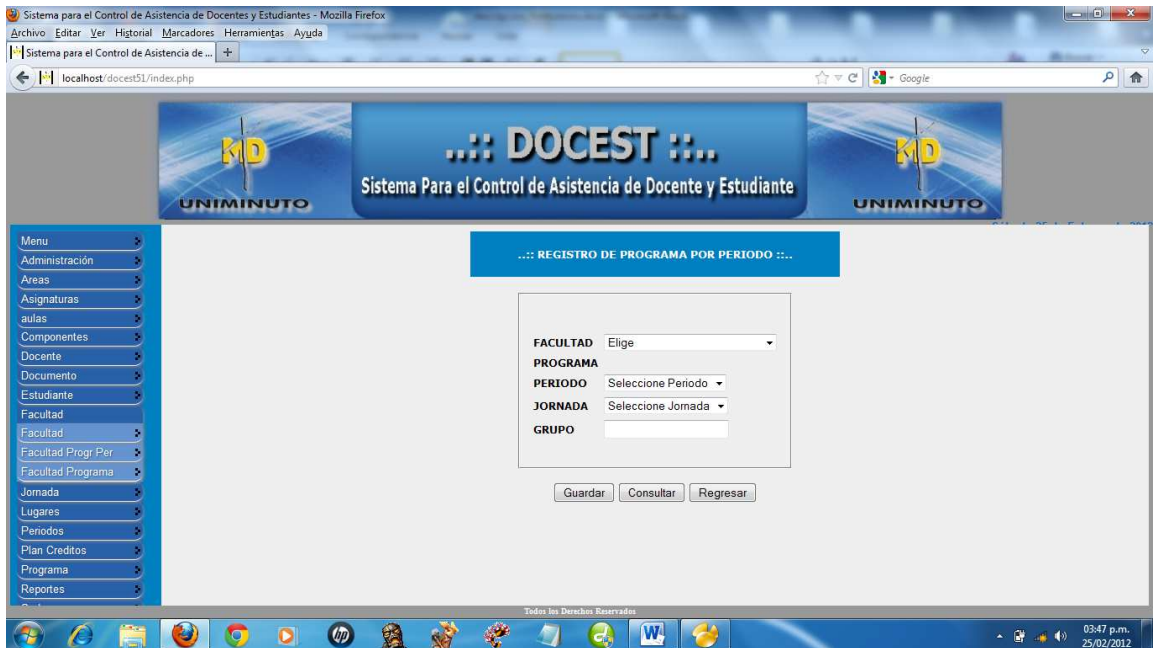 Sistema para el Control de Asistencia de Docentes y Estudiantes - Mozilla Firefox
Archivo Editar Ver Historial Marcadores Herramientas Ayuda
Sistema para el Control de Asistencia de ... +
localhost/docest51/index.php
Google
MD
UNIMINUTO
..:: DOCEST ::..
Sistema Para el Control de Asistencia de Docente y Estudiante
MD
UNIMINUTO
Menu
Administración
Areas
Asignaturas
aulas
Componentes
Docente
Documento
Estudiante
Facultad
Facultad
Facultad Progr Per
Facultad Programa
Jornada
Lugares
Periodos
Plan Creditos
Programa
Reportes
..:: REGISTRO DE PROGRAMA POR PERIODO ::..
FACULTAD Elige
PROGRAMA
PERIODO Seleccione Periodo
JORNADA Seleccione Jornada
GRUPO
Guardar Consultar Regresar
Todos los Derechos Reservados
hp
W
03:47 p.m.
25/02/2012